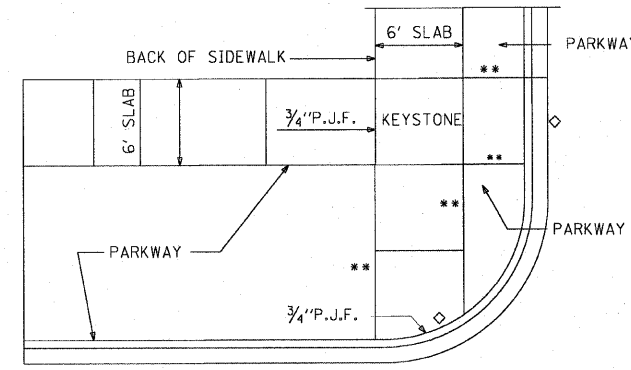 6' SLAB
PARKWA
BACK OF SIDEWALK
**
6' SLAB
3/4"P.J.F.
KEYSTONE
**
**
PARKWAY
PARKWAY
**
3/4"P.J.F.